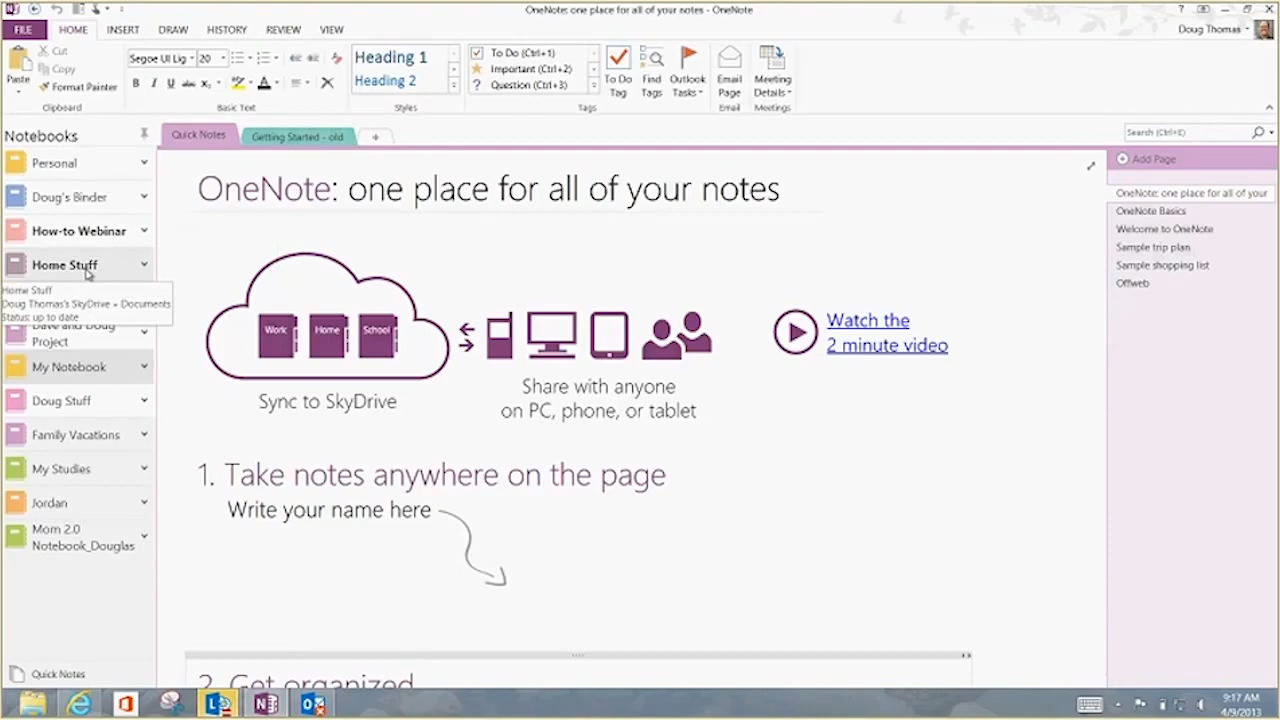 OneNote: one place for all of your notes - OneNote
FILE HOME INSERT DRAW HISTORY REVIEW VIEW
Doug Thomas
Paste
Cut
Copy
Format Painter
Clipboard
Segoe UI Lig 20
B I U abc x₂ A
Basic Text
Heading 1
Heading 2
Styles
To Do (Ctrl+1)
Important (Ctrl+2)
Question (Ctrl+3)
To Do
Tag
Find
Tags
Outlook
Tasks
Tags
Email
Page
Email
Meeting
Details
Meetings
Notebooks
Personal
Doug's Binder
How-to Webinar
Home Stuff
Home Stuff
Doug Thomas's SkyDrive » Documents
Status: up to date
Dave and Doug
Project
My Notebook
Doug Stuff
Family Vacations
My Studies
Jordan
Mom 2.0
Notebook_Douglas
Quick Notes
Quick Notes
Getting Started - old
+
Search (Ctrl+E)
OneNote: one place for all of your notes
Work Home School
Sync to SkyDrive
Share with anyone
on PC, phone, or tablet
Watch the
2 minute video
1. Take notes anywhere on the page
Write your name here
2. Get organized
Add Page
OneNote: one place for all of your
OneNote Basics
Welcome to OneNote
Sample trip plan
Sample shopping list
Offweb
9:17 AM
4/9/2013